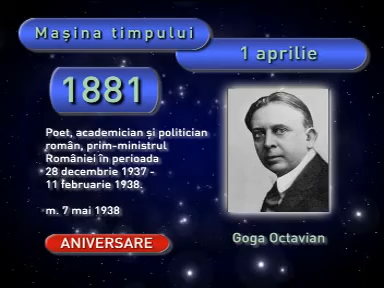 Mașina timpului
1 aprilie
1881
Poet, academician și politician
român, prim-ministrul
României în perioada
28 decembrie 1937 -
11 februarie 1938.
m. 7 mai 1938
ANIVERSARE
Goga Octavian